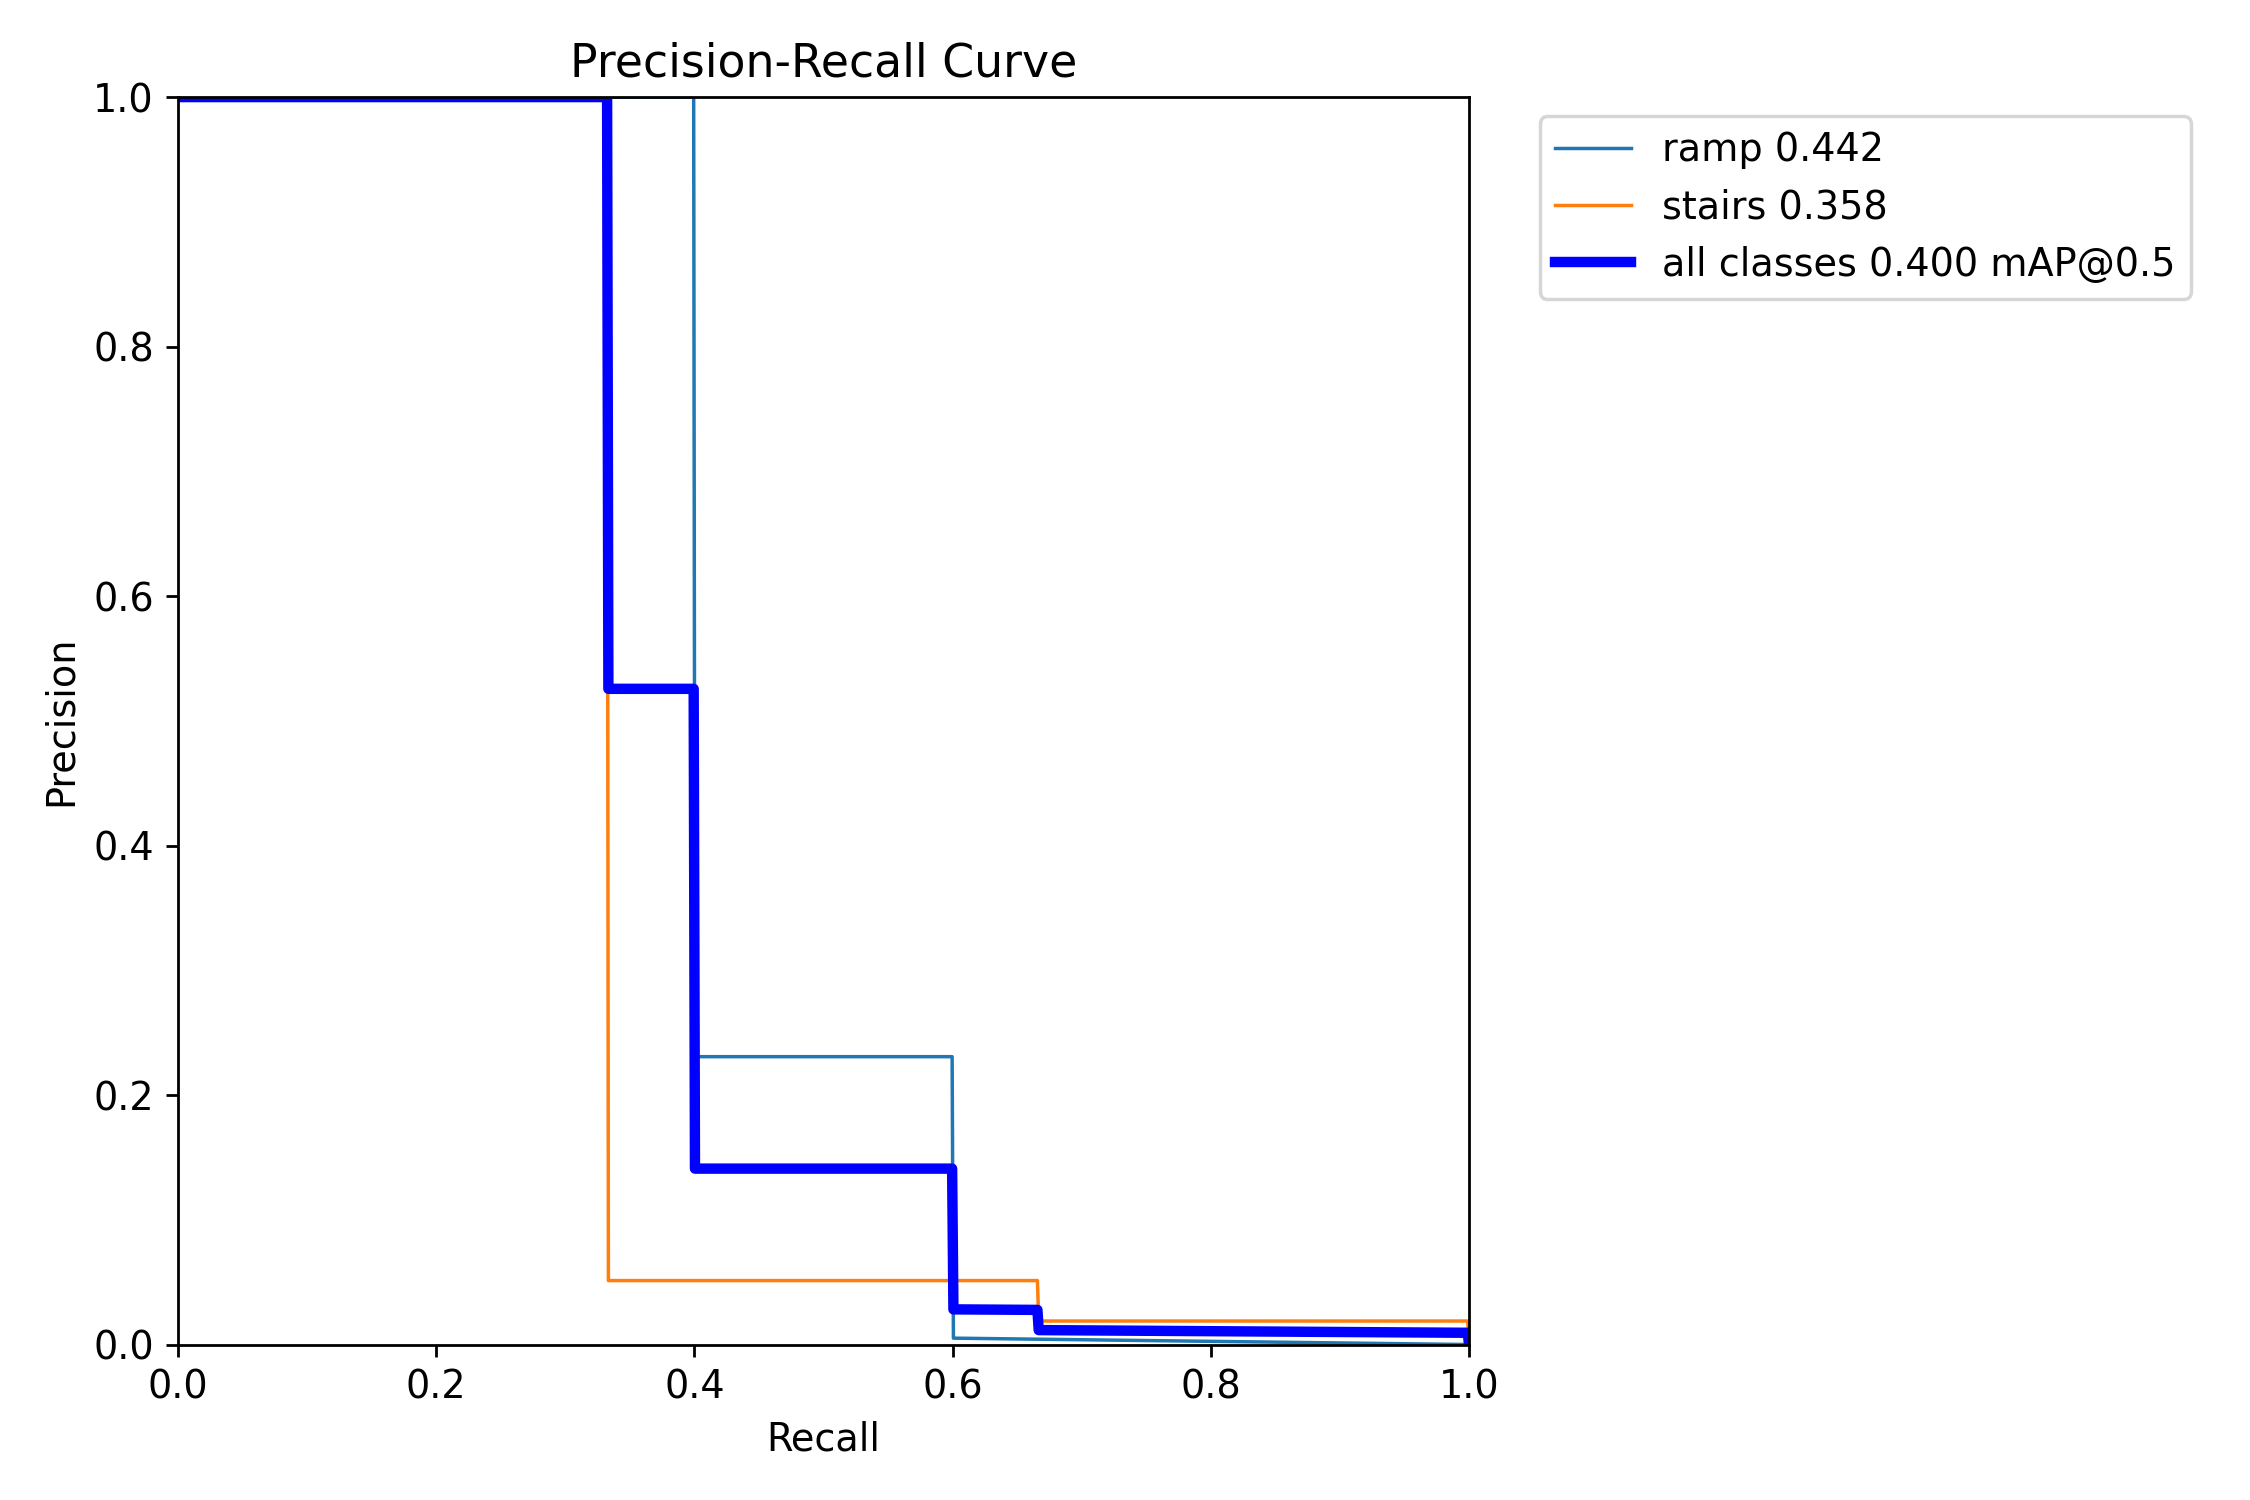 Precision-Recall Curve
ramp 0.442
stairs 0.358
all classes 0.400 mAP@0.5
Precision
1.0
0.8
0.6
0.4
0.2
0.0
0.0 0.2 0.4 0.6 0.8 1.0
Recall